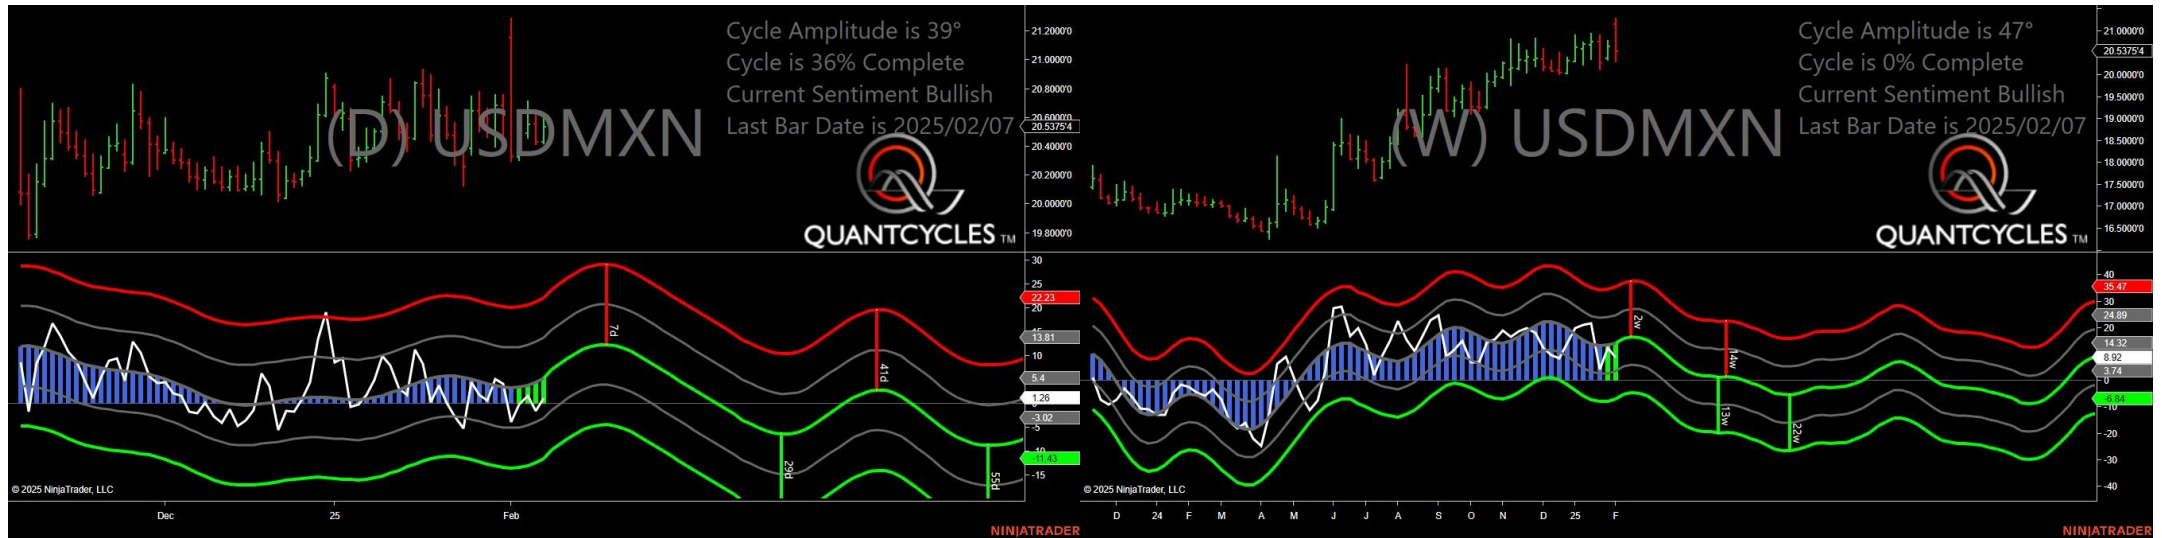 Cycle Amplitude is 39°
Cycle is 36% Complete
Current Sentiment Bullish
Last Bar Date is 2025/02/07
(D) USDMXN
QUANTCYCLES TM
21.2000'0
21.0000'0
20.8000'0
20.6000'0
20.5375'4
20.4000'0
20.2000'0
20.0000'0
19.8000'0
30
25
22.23
20
13.81
10
5.4
1.26
-3.02
-5
-11.43
-15
7d
29d
41d
55d
© 2025 NinjaTrader, LLC
Dec
25
Feb
NINJATRADER
Cycle Amplitude is 47°
Cycle is 0% Complete
Current Sentiment Bullish
Last Bar Date is 2025/02/07
(W) USDMXN
QUANTCYCLES TM
21.0000'0
20.5375'4
20.0000'0
19.5000'0
19.0000'0
18.5000'0
18.0000'0
17.5000'0
17.0000'0
16.5000'0
40
35.47
30
24.89
20
14.32
8.92
3.74
0
-6.84
-10
-20
-30
-40
2w
14w
13w
22w
© 2025 NinjaTrader, LLC
D
24
F
M
A
M
J
J
A
S
O
N
D
25
F
NINJATRADER